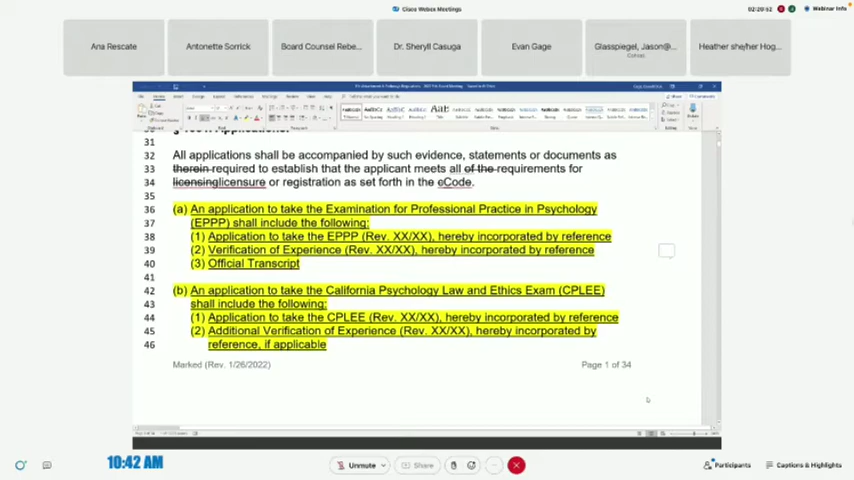 Cisco Webex Meetings
02:20:52
Webinar Info
Ana Rescate
Antonette Sorrick
Board Counsel Rebe...
Dr. Sheryll Casuga
Evan Gage
Glasspiegel, Jason@...
Heather she/her Hog...
31
32 All applications shall be accompanied by such evidence, statements or documents as
33 therein required to establish that the applicant meets all of the requirements for
34 licensinglicensure or registration as set forth in the cCode.
35
36 (a) An application to take the Examination for Professional Practice in Psychology
37 (EPPP) shall include the following:
38 (1) Application to take the EPPP (Rev. XX/XX), hereby incorporated by reference
39 (2) Verification of Experience (Rev. XX/XX), hereby incorporated by reference
40 (3) Official Transcript
41
42 (b) An application to take the California Psychology Law and Ethics Exam (CPLEE)
43 shall include the following:
44 (1) Application to take the CPLEE (Rev. XX/XX), hereby incorporated by reference
45 (2) Additional Verification of Experience (Rev. XX/XX), hereby incorporated by
46 reference, if applicable
Marked (Rev. 1/26/2022) Page 1 of 34
10:42 AM
Unmute
Share
Participants
Captions & Highlights